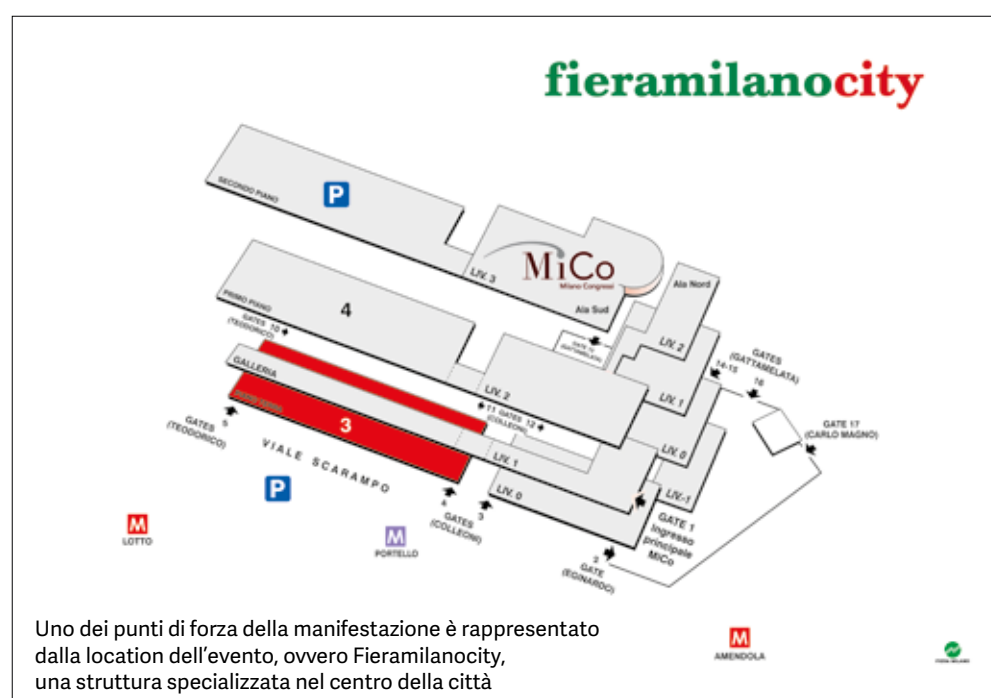 fieramilanocity
SECONDO PIANO
P
MiCo
Milano Congressi
LIV. 3
Ala Sud
Ala Nord
PRIMO PIANO
4
GATES 10
(TEODORICO)
LIV. 2
LIV. 2
GATES
(GATTAMELATA)
14-15
16
GALLERIA
LIV. 1
11 GATES 12
(COLLEONI)
GATE 17
(CARLO MAGNO)
3
GATES
(TEODORICO)
VIALE SCARAMPO
LIV. 1
LIV. 0
LIV. 0
LIV.-1
P
4
3
GATES
(COLLEONI)
GATE 1
Ingresso
principale
MiCo
2
GATE
(EGINARDO)
M
LOTTO
M
PORTELLO
Uno dei punti di forza della manifestazione è rappresentato
dalla location dell'evento, ovvero Fieramilanocity,
una struttura specializzata nel centro della città
M
AMENDOLA
FIERA MILANO